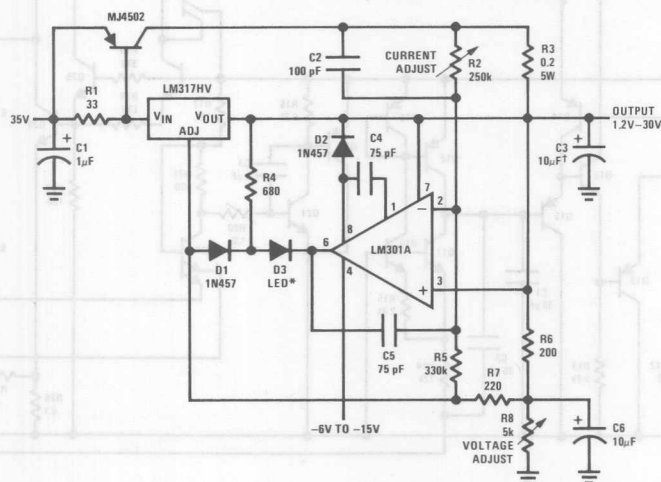 MJ4502
C2
100 pF
CURRENT
ADJUST
R2
250k
R3
0.2
5W
R1
33
LM317HV
VIN
VOUT
ADJ
35V
OUTPUT
1.2V–30V
+
C1
1µF
R4
680
D2
1N457
C4
75 pF
+
C3
10µF†
7
8
1
−
2
6
LM301A
4
+
3
D1
1N457
D3
LED*
C5
75 pF
R5
330k
R6
200
R7
220
−6V TO −15V
R8
5k
VOLTAGE
ADJUST
+
C6
10µF